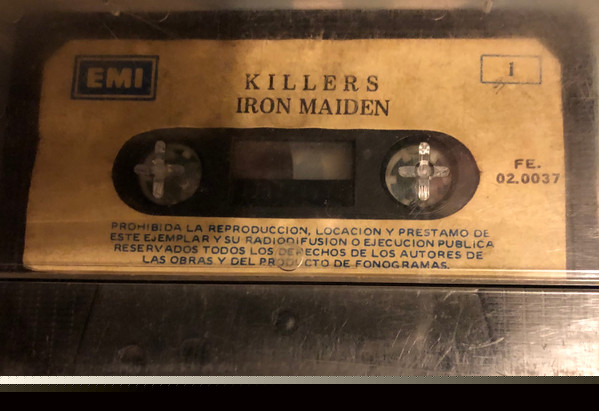 EMI
KILLERS
IRON MAIDEN
1
FE.
02.0037
PROHIBIDA LA REPRODUCCION, LOCACION Y PRESTAMO DE
ESTE EJEMPLAR Y SU RADIODIFUSION O EJECUCION PUBLICA
RESERVADOS TODOS LOS DERECHOS DE LOS AUTORES DE
LAS OBRAS Y DEL PRODUCTO DE FONOGRAMAS.